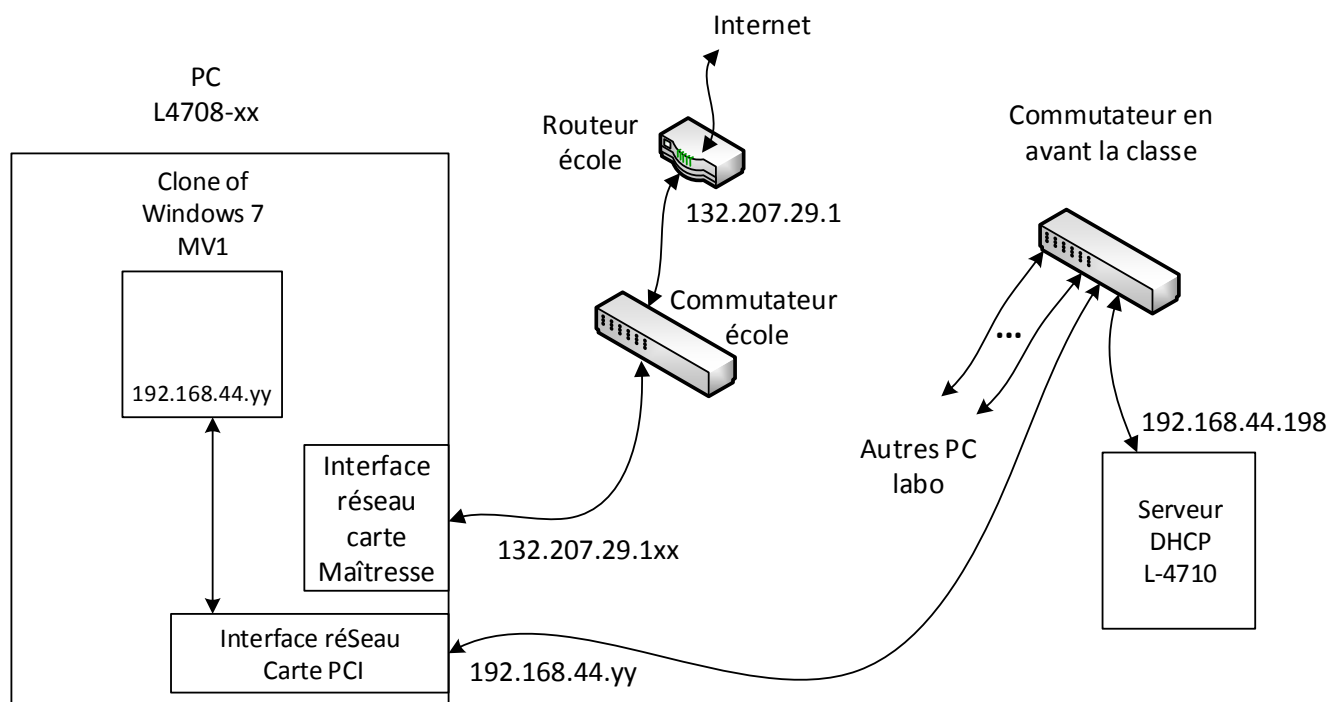 Internet
PC
L4708-xx
Routeur
école
132.207.29.1
Commutateur en
avant la classe
Clone of
Windows 7
MV1
192.168.44.yy
Commutateur
école
...
Autres PC
labo
192.168.44.198
Serveur
DHCP
L-4710
Interface
réseau
carte
Maîtresse
132.207.29.1xx
Interface réSeau
Carte PCI
192.168.44.yy